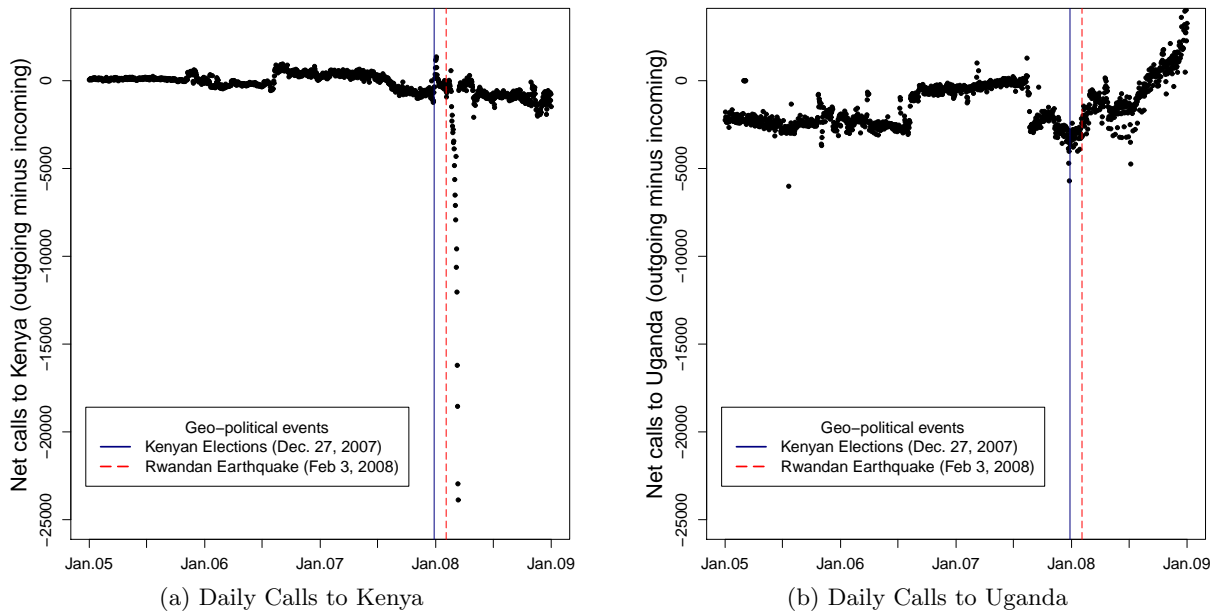 Net calls to Kenya (outgoing minus incoming)
0
−5000
−10000
−15000
−20000
−25000
Geo−political events
Kenyan Elections (Dec. 27, 2007)
Rwandan Earthquake (Feb 3, 2008)
Jan.05 Jan.06 Jan.07 Jan.08 Jan.09
(a) Daily Calls to Kenya
Net calls to Uganda (outgoing minus incoming)
0
−5000
−10000
−15000
−20000
−25000
Geo−political events
Kenyan Elections (Dec. 27, 2007)
Rwandan Earthquake (Feb 3, 2008)
Jan.05 Jan.06 Jan.07 Jan.08 Jan.09
(b) Daily Calls to Uganda